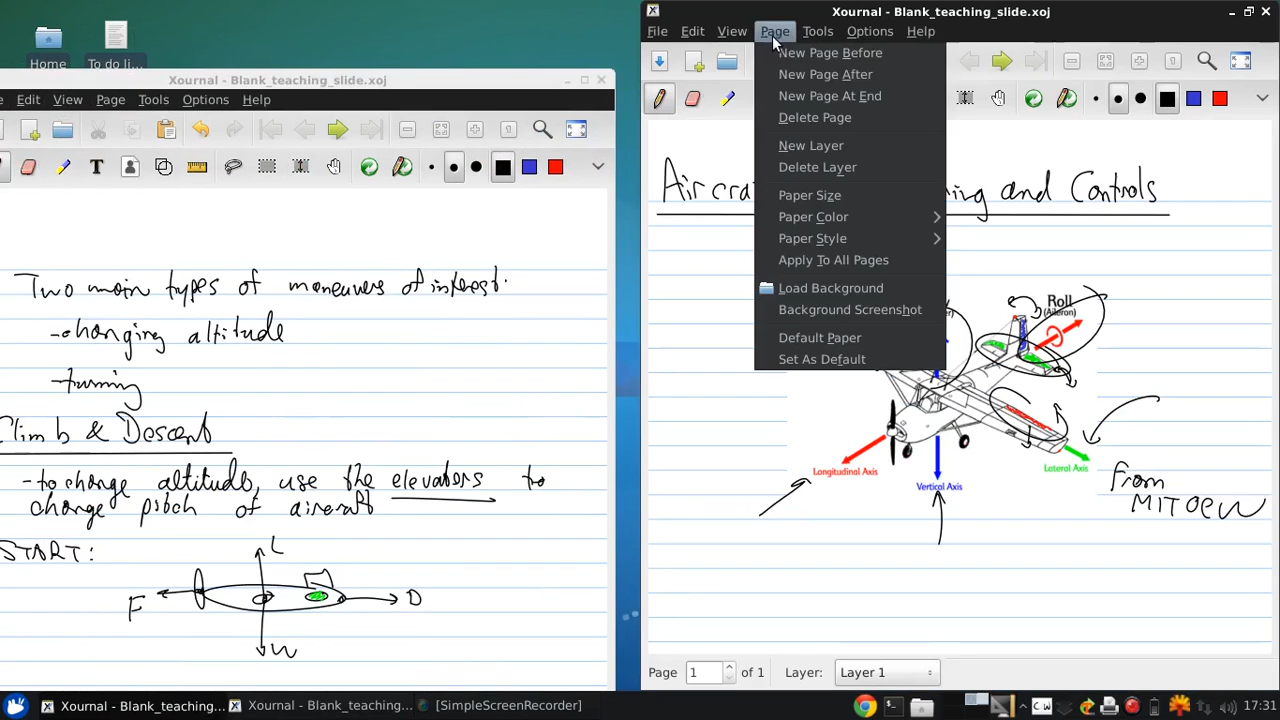 Home
To do li...
Xournal - Blank_teaching_slide.xoj
Edit View Page Tools Options Help
Two main types of maneuvers of interest.
-changing altitude
-turning
Climb & Descent
-to change altitude, use the elevators to
change pitch of aircraft
START:
L
F
D
W
Xournal - Blank_teaching_slide.xoj
File Edit View Page Tools Options Help
New Page Before
New Page After
New Page At End
Delete Page
New Layer
Delete Layer
Paper Size
Paper Color
Paper Style
Apply To All Pages
Load Background
Background Screenshot
Default Paper
Set As Default
and Controls
Roll
(Aileron)
Longitudinal Axis
Vertical Axis
Lateral Axis
From
MIT OCW
Page 1 of 1 Layer: Layer 1
Xournal - Blank_teaching_... Xournal - Blank_teaching_... [SimpleScreenRecorder]
17:31